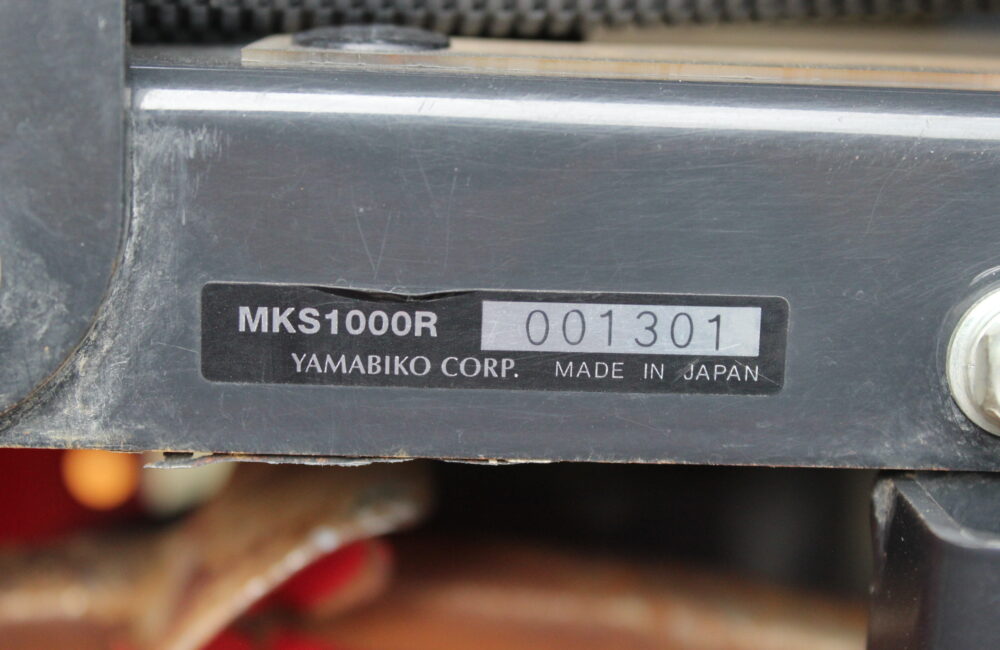 MKS1000R 001301
YAMABIKO CORP. MADE IN JAPAN